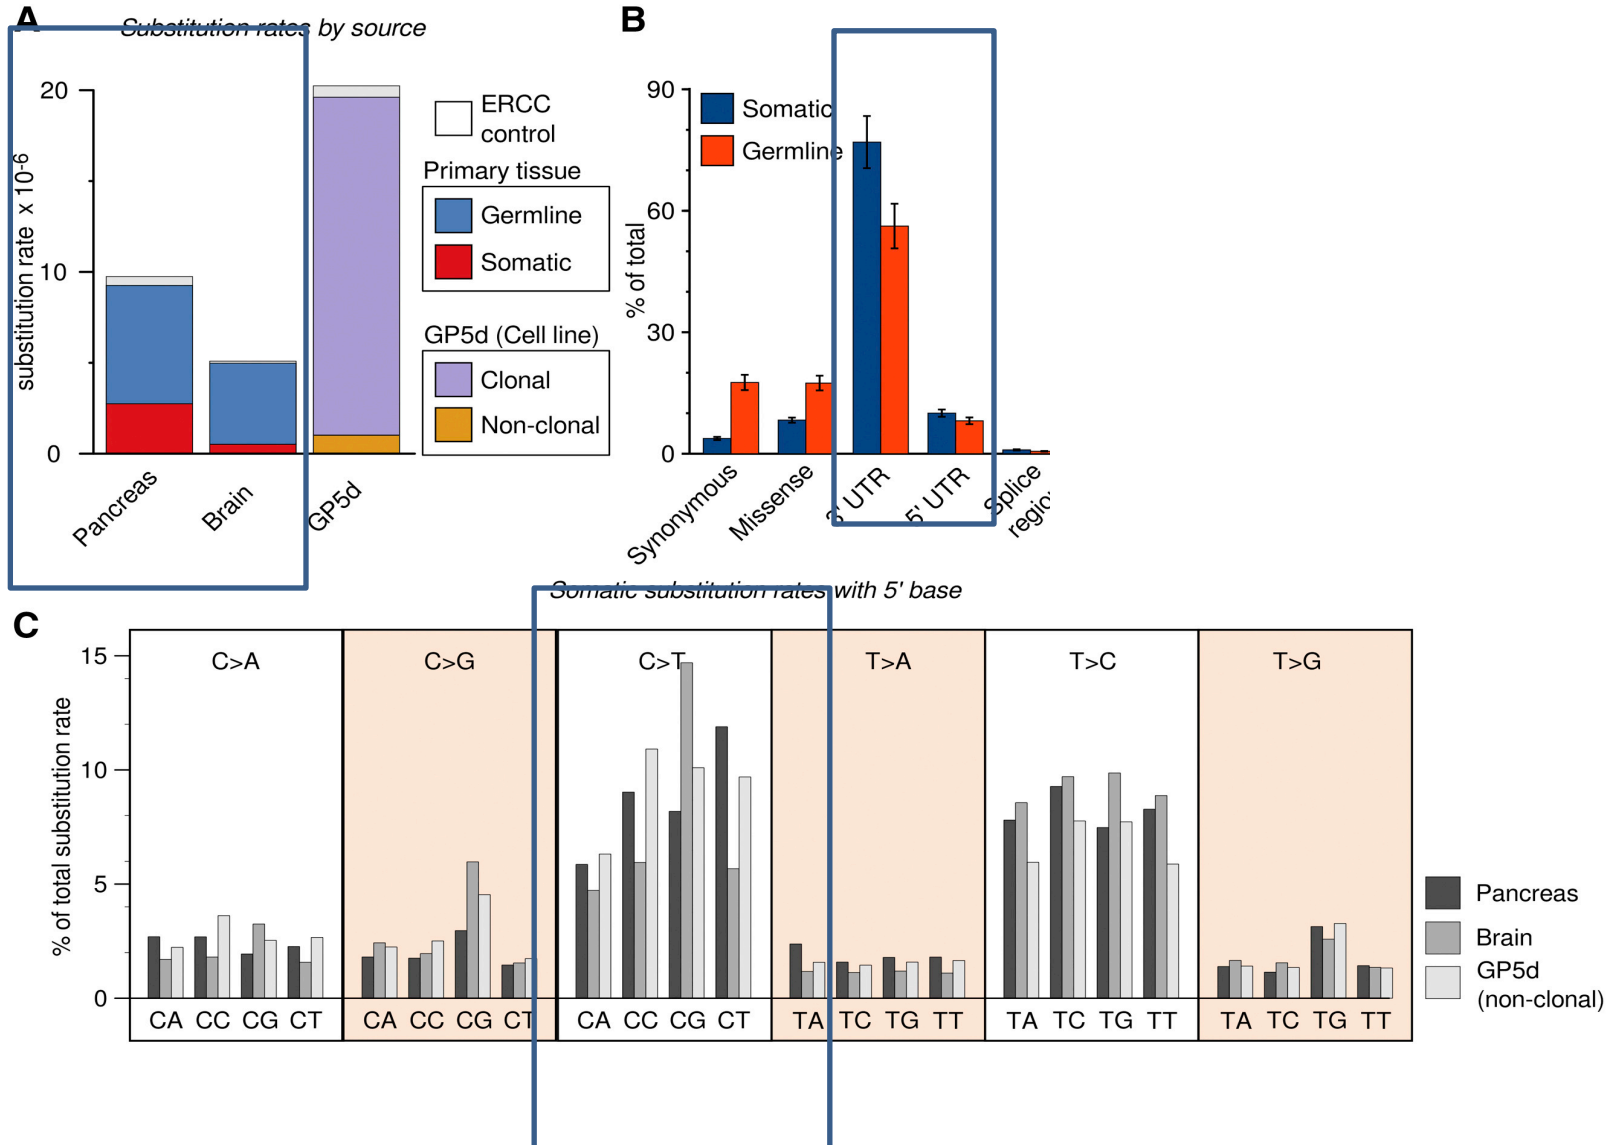 A
Substitution rates by source
substitution rate x 10-6
20
10
0
Pancreas
Brain
GP5d
ERCC
control
Primary tissue
Germline
Somatic
GP5d (Cell line)
Clonal
Non-clonal
B
% of total
90
60
30
0
Somatic
Germline
Synonymous
Missense
3' UTR
5' UTR
Splice
Somatic substitution rates with 5' base
C
% of total substitution rate
15
10
5
0
C>A
C>G
C>T
T>A
T>C
T>G
CA CC CG CT
CA CC CG CT
CA CC CG CT
TA TC TG TT
TA TC TG TT
TA TC TG TT
Pancreas
Brain
GP5d
(non-clonal)